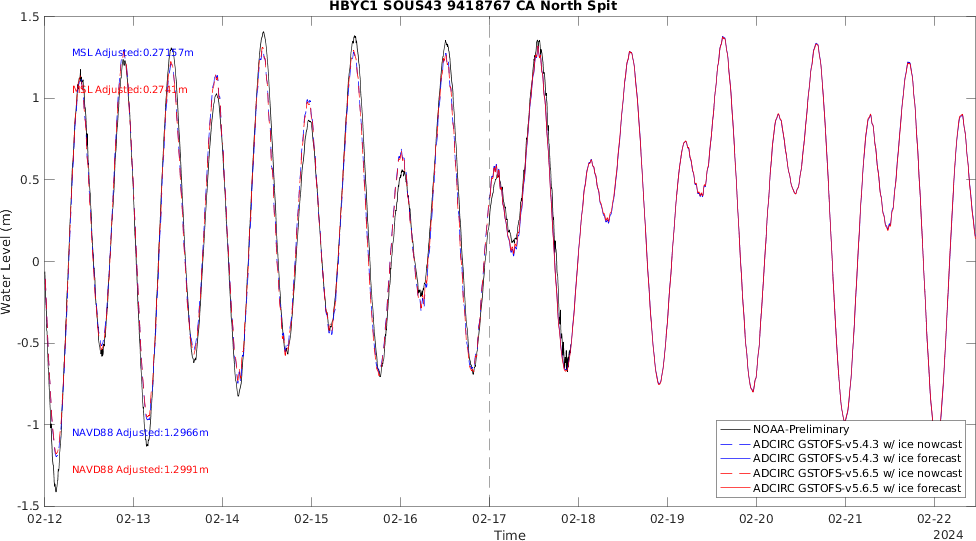 HBYC1 SOUS43 9418767 CA North Spit
1.5
1
0.5
0
-0.5
-1
-1.5
Water Level (m)
MSL Adjusted:0.27157m
MSL Adjusted:0.2741m
NAVD88 Adjusted:1.2966m
NAVD88 Adjusted:1.2991m
NOAA-Preliminary
ADCIRC GSTOFS-v5.4.3 w/ ice nowcast
ADCIRC GSTOFS-v5.4.3 w/ ice forecast
ADCIRC GSTOFS-v5.6.5 w/ ice nowcast
ADCIRC GSTOFS-v5.6.5 w/ ice forecast
02-12 02-13 02-14 02-15 02-16 02-17 02-18 02-19 02-20 02-21 02-22
Time
2024